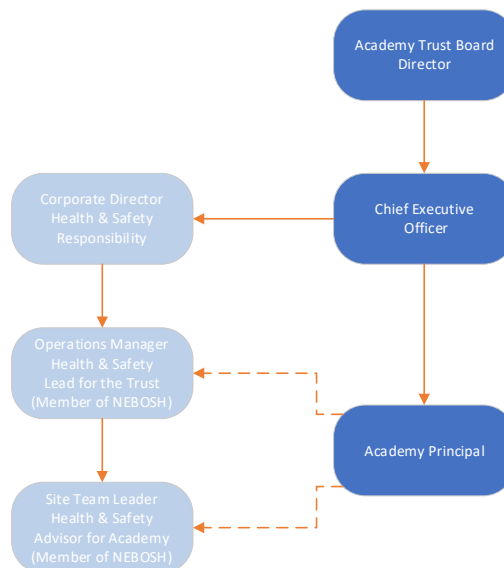 Academy Trust Board
Director
Corporate Director
Health & Safety
Responsibility
Chief Executive
Officer
Operations Manager
Health & Safety
Lead for the Trust
(Member of NEBOSH)
Academy Principal
Site Team Leader
Health & Safety
Advisor for Academy
(Member of NEBOSH)